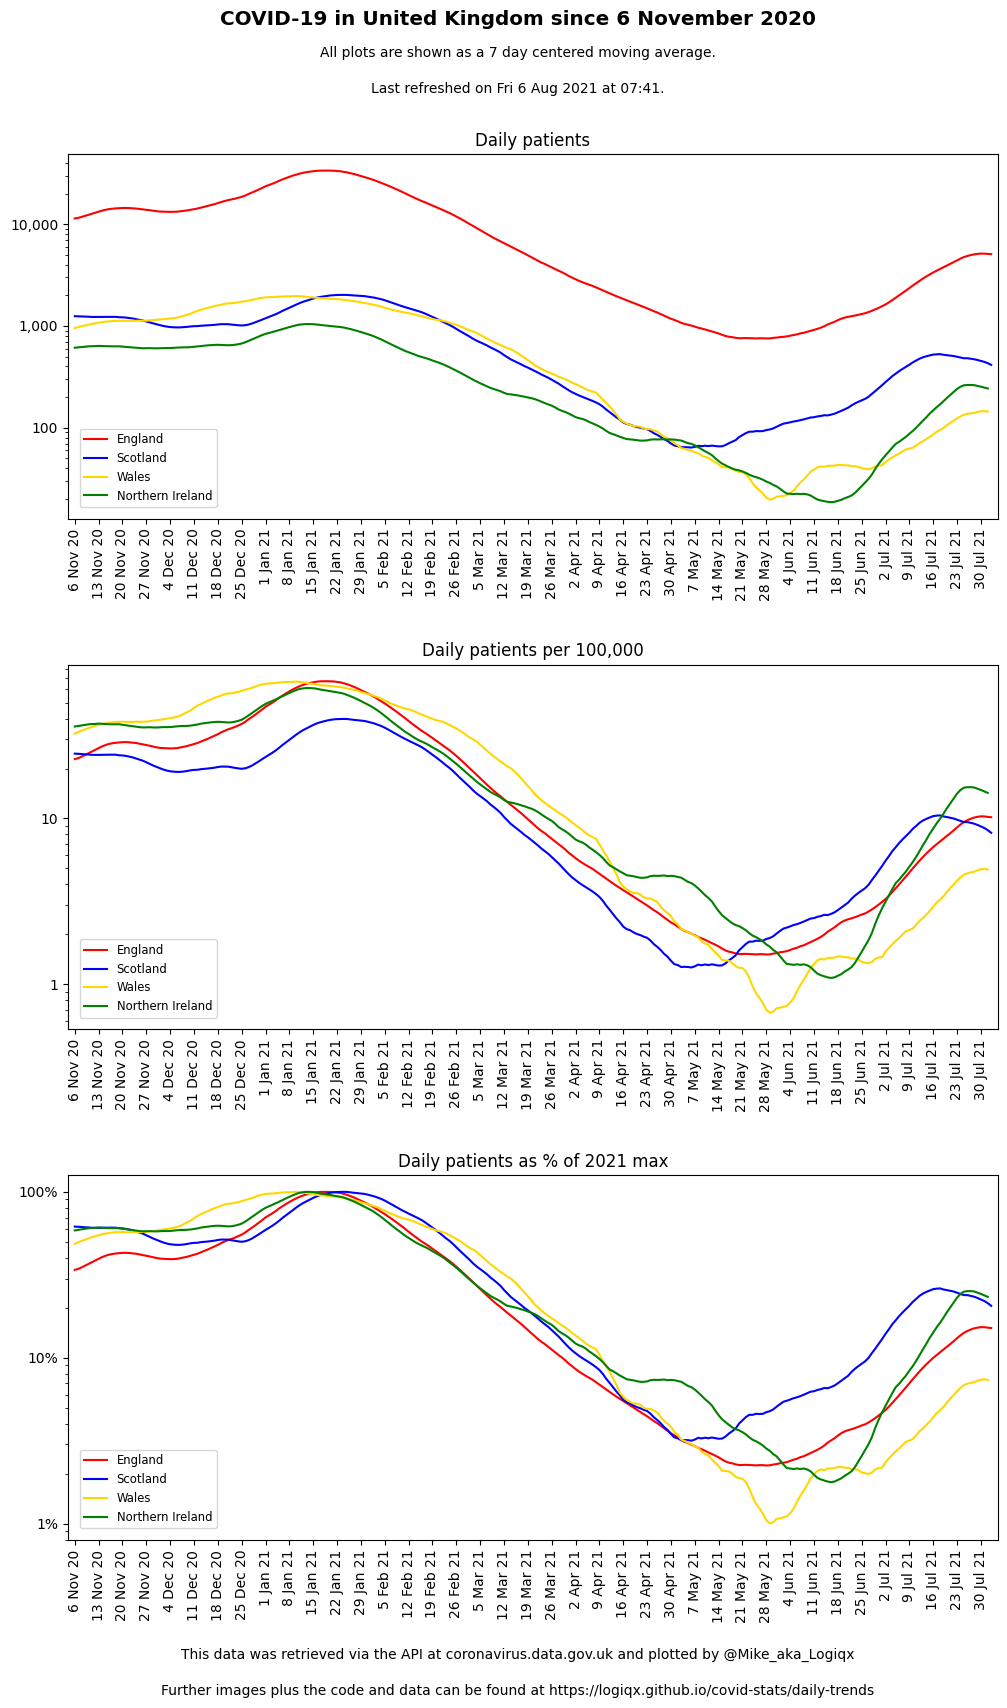 COVID-19 in United Kingdom since 6 November 2020
All plots are shown as a 7 day centered moving average.
Last refreshed on Fri 6 Aug 2021 at 07:41.
Daily patients
10,000
1,000
100
England
Scotland
Wales
Northern Ireland
6 Nov 20
13 Nov 20
20 Nov 20
27 Nov 20
4 Dec 20
11 Dec 20
18 Dec 20
25 Dec 20
1 Jan 21
8 Jan 21
15 Jan 21
22 Jan 21
29 Jan 21
5 Feb 21
12 Feb 21
19 Feb 21
26 Feb 21
5 Mar 21
12 Mar 21
19 Mar 21
26 Mar 21
2 Apr 21
9 Apr 21
16 Apr 21
23 Apr 21
30 Apr 21
7 May 21
14 May 21
21 May 21
28 May 21
4 Jun 21
11 Jun 21
18 Jun 21
25 Jun 21
2 Jul 21
9 Jul 21
16 Jul 21
23 Jul 21
30 Jul 21
Daily patients per 100,000
10
1
England
Scotland
Wales
Northern Ireland
6 Nov 20
13 Nov 20
20 Nov 20
27 Nov 20
4 Dec 20
11 Dec 20
18 Dec 20
25 Dec 20
1 Jan 21
8 Jan 21
15 Jan 21
22 Jan 21
29 Jan 21
5 Feb 21
12 Feb 21
19 Feb 21
26 Feb 21
5 Mar 21
12 Mar 21
19 Mar 21
26 Mar 21
2 Apr 21
9 Apr 21
16 Apr 21
23 Apr 21
30 Apr 21
7 May 21
14 May 21
21 May 21
28 May 21
4 Jun 21
11 Jun 21
18 Jun 21
25 Jun 21
2 Jul 21
9 Jul 21
16 Jul 21
23 Jul 21
30 Jul 21
Daily patients as % of 2021 max
100%
10%
1%
England
Scotland
Wales
Northern Ireland
6 Nov 20
13 Nov 20
20 Nov 20
27 Nov 20
4 Dec 20
11 Dec 20
18 Dec 20
25 Dec 20
1 Jan 21
8 Jan 21
15 Jan 21
22 Jan 21
29 Jan 21
5 Feb 21
12 Feb 21
19 Feb 21
26 Feb 21
5 Mar 21
12 Mar 21
19 Mar 21
26 Mar 21
2 Apr 21
9 Apr 21
16 Apr 21
23 Apr 21
30 Apr 21
7 May 21
14 May 21
21 May 21
28 May 21
4 Jun 21
11 Jun 21
18 Jun 21
25 Jun 21
2 Jul 21
9 Jul 21
16 Jul 21
23 Jul 21
30 Jul 21
This data was retrieved via the API at coronavirus.data.gov.uk and plotted by @Mike_aka_Logiqx
Further images plus the code and data can be found at https://logiqx.github.io/covid-stats/daily-trends